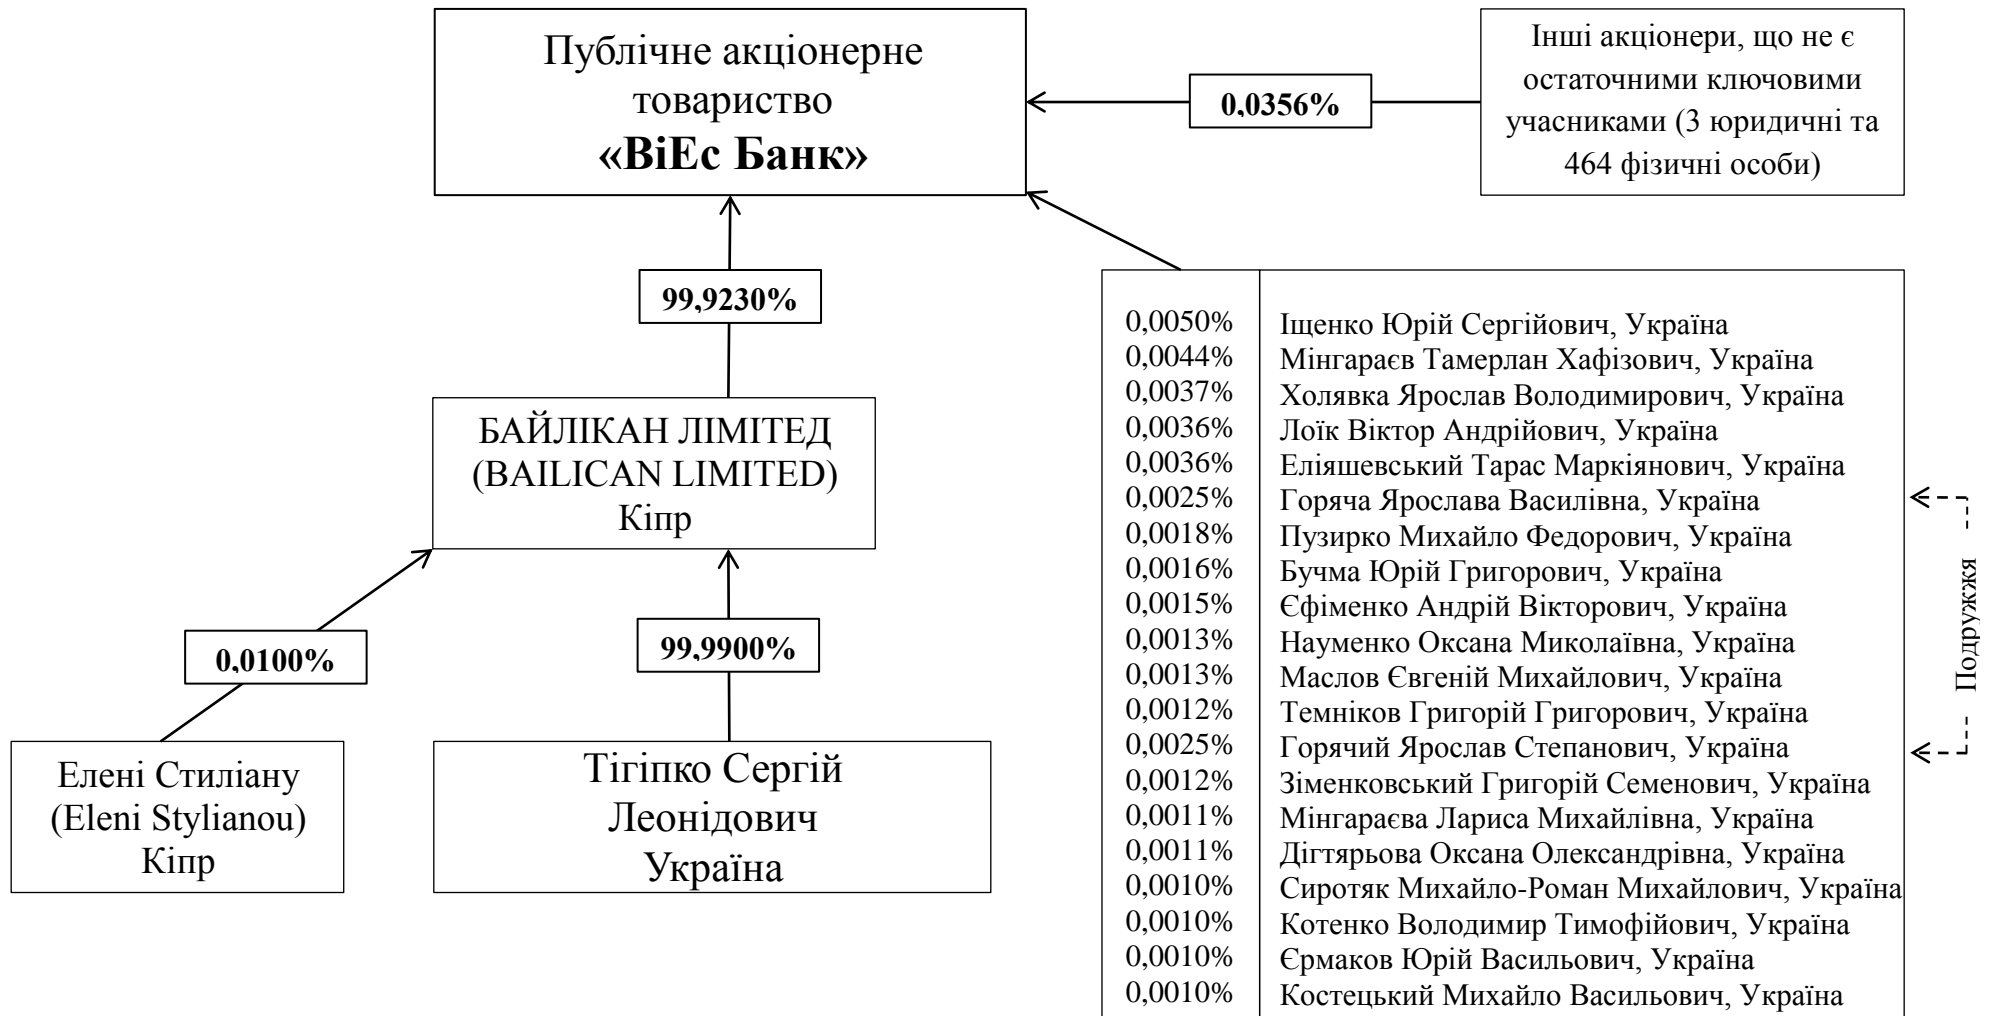 Публічне акціонерне
товариство
«ВіЕс Банк»
0,0356%
Інші акціонери, що не є
остаточними ключовими
учасниками (3 юридичні та
464 фізичні особи)
99,9230%
БАЙЛІКАН ЛІМІТЕД
(BAILICAN LIMITED)
Кіпр
0,0100%
99,9900%
Елені Стиліану
(Eleni Stylianou)
Кіпр
Тігіпко Сергій
Леонідович
Україна
0,0050% Іщенко Юрій Сергійович, Україна
0,0044% Мінгараєв Тамерлан Хафізович, Україна
0,0037% Холявка Ярослав Володимирович, Україна
0,0036% Лоїк Віктор Андрійович, Україна
0,0036% Еліяшевський Тарас Маркіянович, Україна
0,0025% Горяча Ярослава Василівна, Україна
0,0018% Пузирко Михайло Федорович, Україна
0,0016% Бучма Юрій Григорович, Україна
0,0015% Єфіменко Андрій Вікторович, Україна
0,0013% Науменко Оксана Миколаївна, Україна
0,0013% Маслов Євгеній Михайлович, Україна
0,0012% Темніков Григорій Григорович, Україна
0,0025% Горячий Ярослав Степанович, Україна
0,0012% Зіменковський Григорій Семенович, Україна
0,0011% Мінгараєва Лариса Михайлівна, Україна
0,0011% Дігтярьова Оксана Олександрівна, Україна
0,0010% Сиротяк Михайло-Роман Михайлович, Україна
0,0010% Котенко Володимир Тимофійович, Україна
0,0010% Єрмаков Юрій Васильович, Україна
0,0010% Костецький Михайло Васильович, Україна
Подружжя